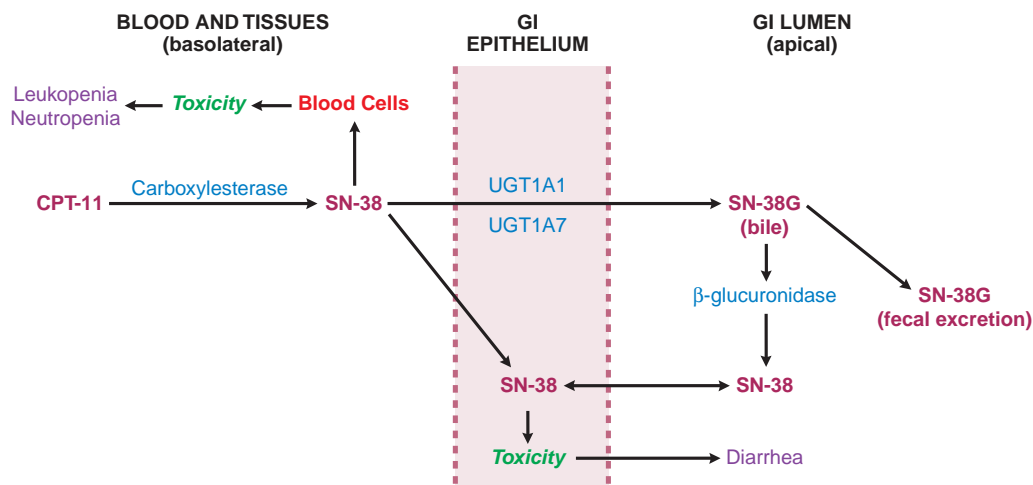 BLOOD AND TISSUES
(basolateral)
GI
EPITHELIUM
GI LUMEN
(apical)
Leukopenia
Neutropenia
Toxicity
Blood Cells
CPT-11
Carboxylesterase
SN-38
UGT1A1
UGT1A7
SN-38G
(bile)
β-glucuronidase
SN-38G
(fecal excretion)
SN-38
SN-38
Toxicity
Diarrhea